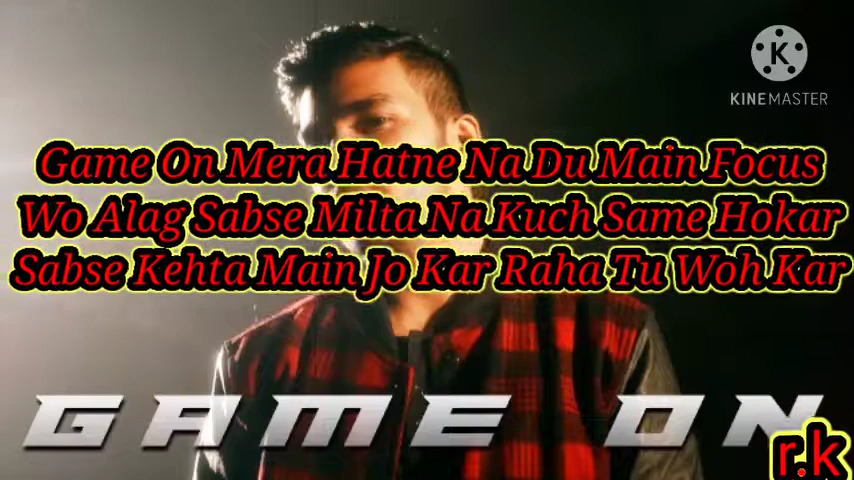 K
KINEMASTER
Game On Mera Hatne Na Du Main Focus
Wo Alag Sabse Milta Na Kuch Same Hokar
Sabse Kehta Main Jo Kar Raha Tu Woh Kar
GAME ON
r.k